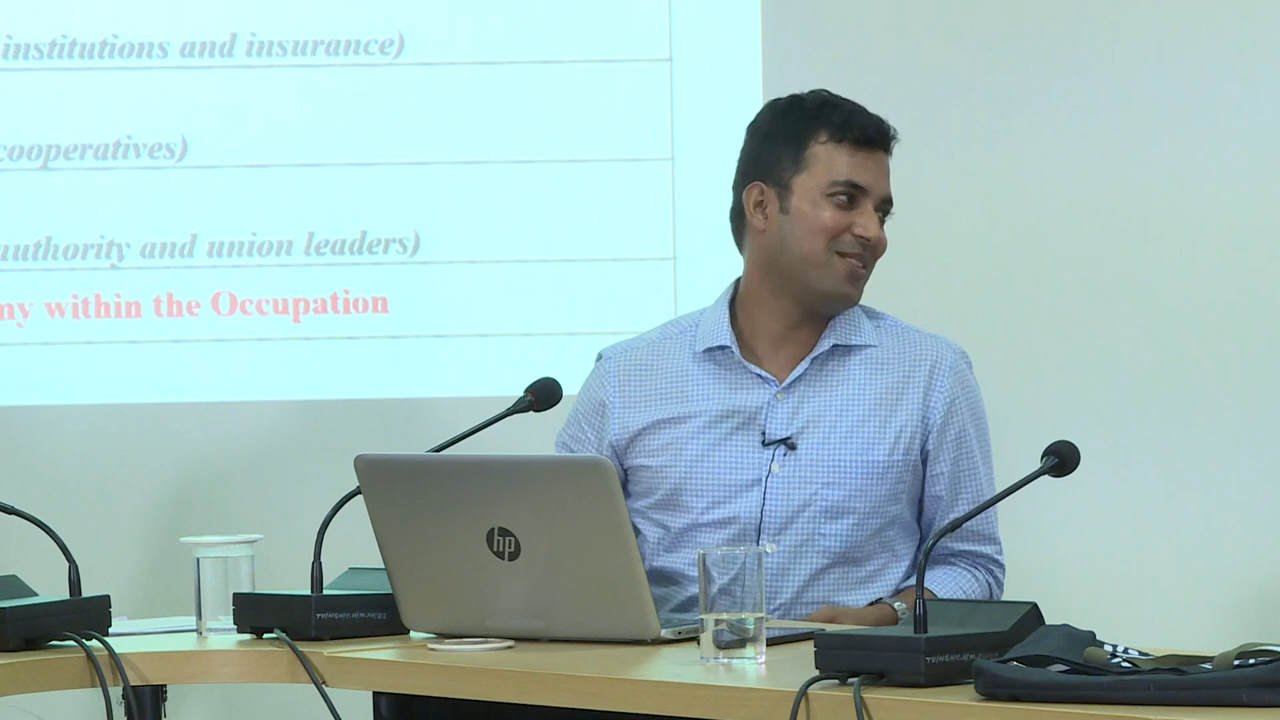 institutions and insurance)
cooperatives)
authority and union leaders)
my within the Occupation
hp